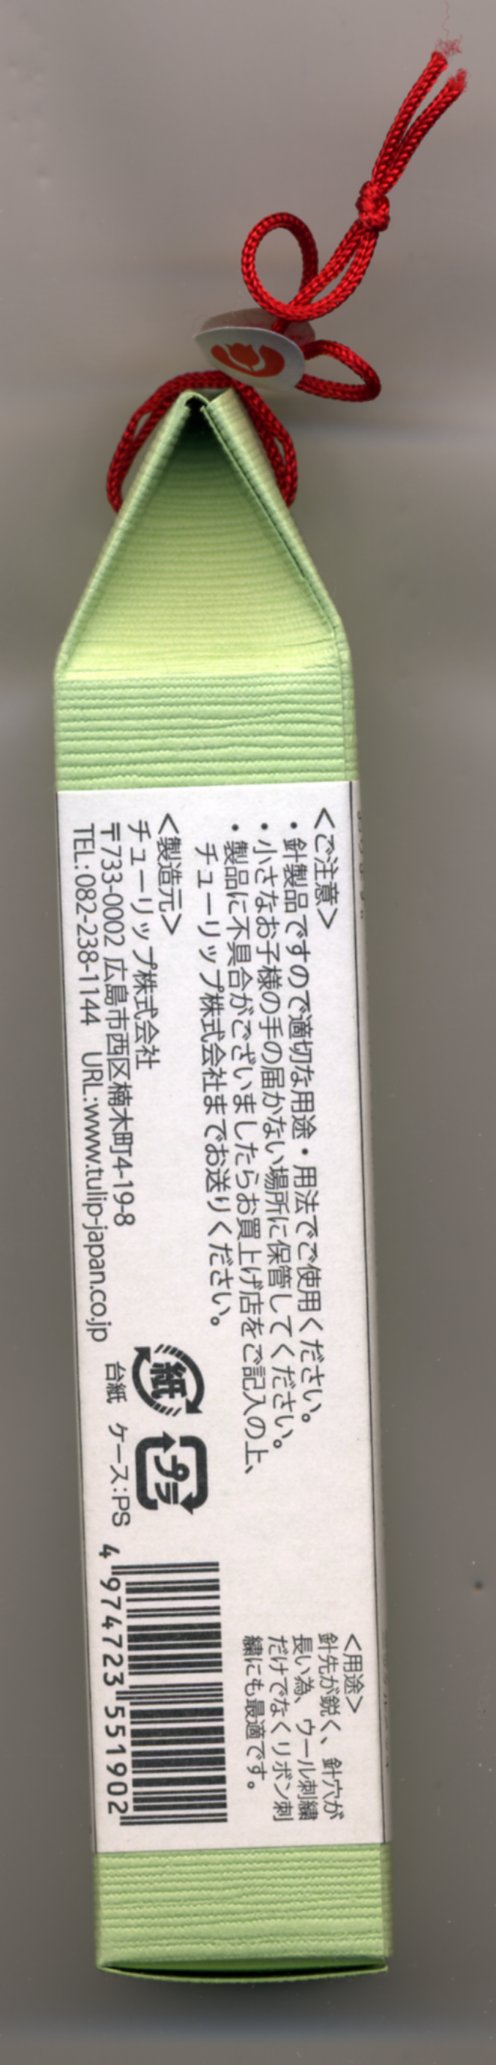 <ご注意>
・針製品ですので適切な用途・用法でご使用ください。
・小さなお子様の手の届かない場所に保管してください。
・製品に不具合がございましたらお買上げ店をご記入の上、
チューリップ株式会社までお送りください。
<製造元>
チューリップ株式会社
〒733-0002 広島市西区楠木町4-19-8
TEL:082-238-1144 URL:www.tulip-japan.co.jp
紙
プラ
台紙 ケース:PS
<用途>
針先が鋭く、針穴が
長い為、ウール刺繍
だけでなくリボン刺
繍にも最適です。
4 974723 551902